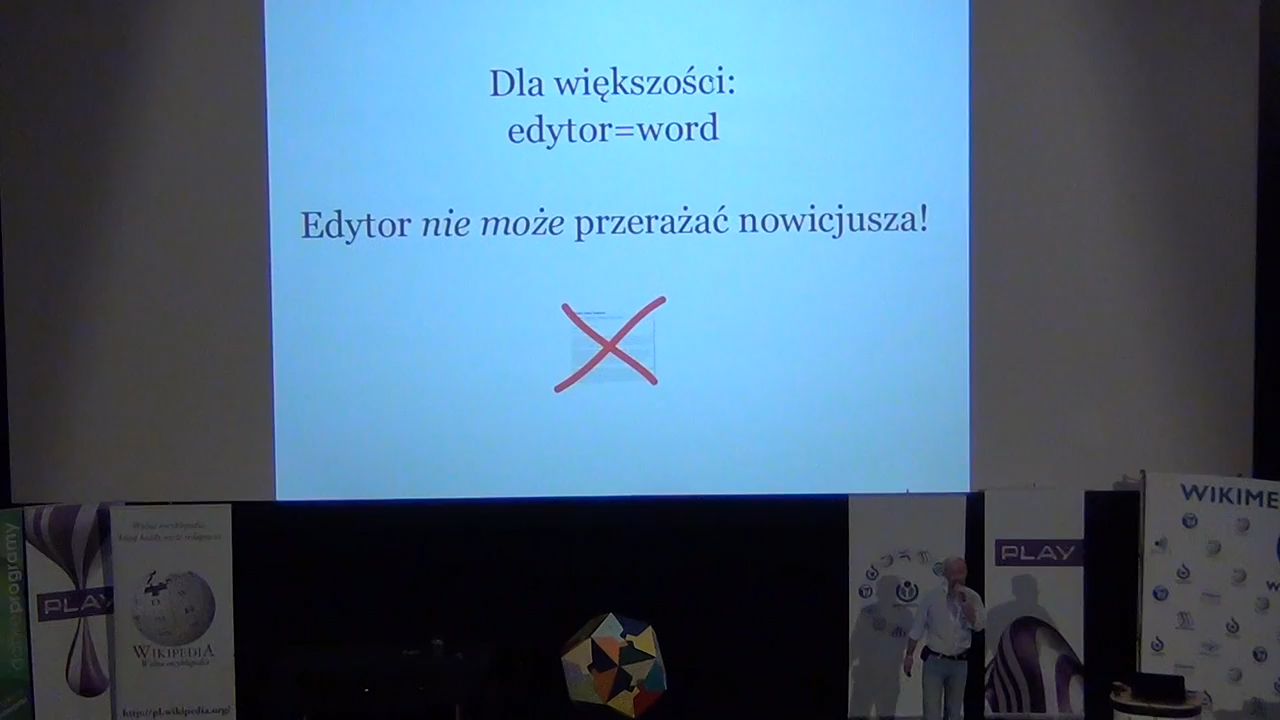 Dla większości:
edytor=word
Edytor nie może przerażać nowicjusza!
programy
PLAY
Wolna encyklopedia,
którą każdy może redagować
WIKIPEDIA
Wolna encyklopedia
http://pl.wikipedia.org/
PLAY
WIKIME